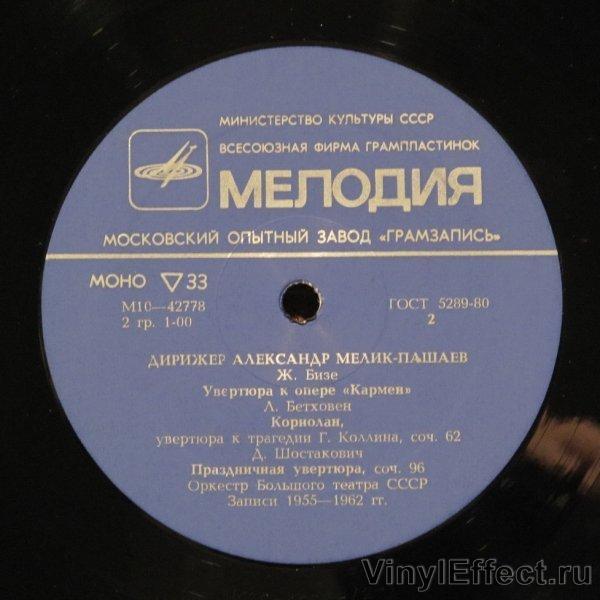 МИНИСТЕРСТВО КУЛЬТУРЫ СССР
ВСЕСОЮЗНАЯ ФИРМА ГРАМПЛАСТИНОК
МЕЛОДИЯ
МОСКОВСКИЙ ОПЫТНЫЙ ЗАВОД «ГРАМЗАПИСЬ»
МОНО ▽ 33
М10—42778 ГОСТ 5289-80
2 гр. 1-00 2
ДИРИЖЕР АЛЕКСАНДР МЕЛИК-ПАШАЕВ
Ж. Бизе
Увертюра к опере «Кармен»
Л. Бетховен
Кориолан,
увертюра к трагедии Г. Коллина, соч. 62
Д. Шостакович
Праздничная увертюра, соч. 96
Оркестр Большого театра СССР
Записи 1955—1962 гг.
VinylEffect.ru